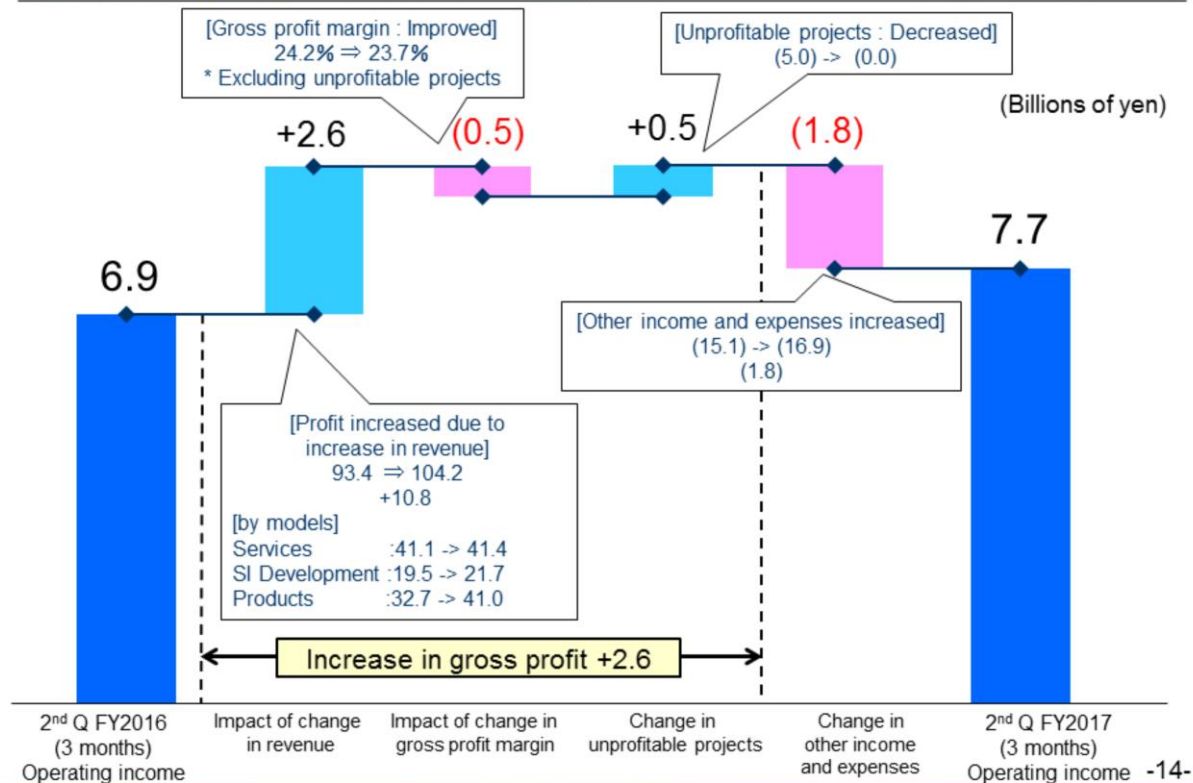 [Gross profit margin : Improved]
24.2% ⇒ 23.7%
* Excluding unprofitable projects
[Unprofitable projects : Decreased]
(5.0) -> (0.0)
(Billions of yen)
+2.6
(0.5)
+0.5
(1.8)
6.9
7.7
[Other income and expenses increased]
(15.1) -> (16.9)
(1.8)
[Profit increased due to
increase in revenue]
93.4 ⇒ 104.2
+10.8
[by models]
Services :41.1 -> 41.4
SI Development :19.5 -> 21.7
Products :32.7 -> 41.0
Increase in gross profit +2.6
2nd Q FY2016
(3 months)
Operating income
Impact of change
in revenue
Impact of change in
gross profit margin
Change in
unprofitable projects
Change in
other income
and expenses
2nd Q FY2017
(3 months)
Operating income
-14-